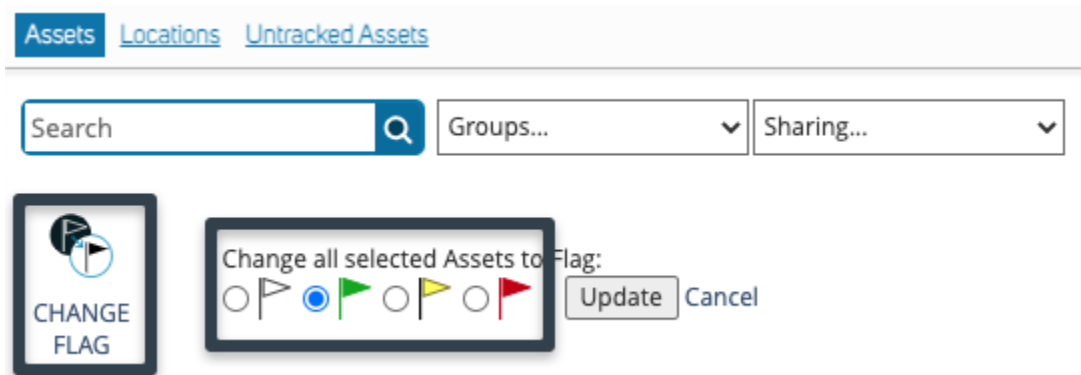 Assets Locations Untracked Assets
Search Groups... Sharing...
CHANGE
FLAG
Change all selected Assets to Flag:
Update Cancel